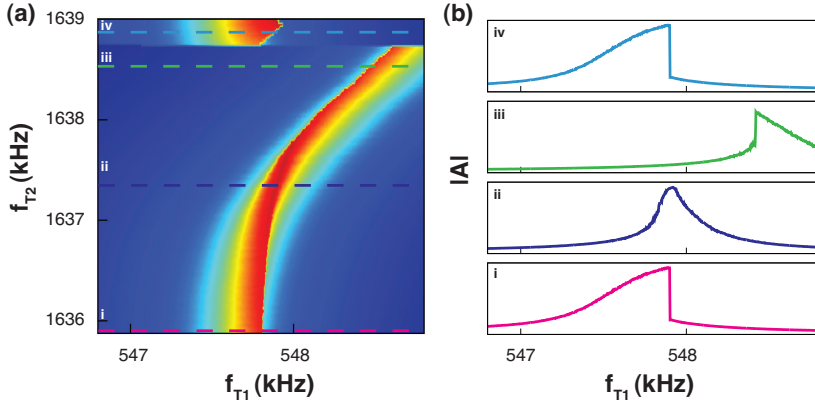 (a)
1639
1638
1637
1636
f_T2 (kHz)
iv
iii
ii
i
547
548
f_T1 (kHz)
(b)
iv
iii
ii
i
|A|
547
548
f_T1 (kHz)